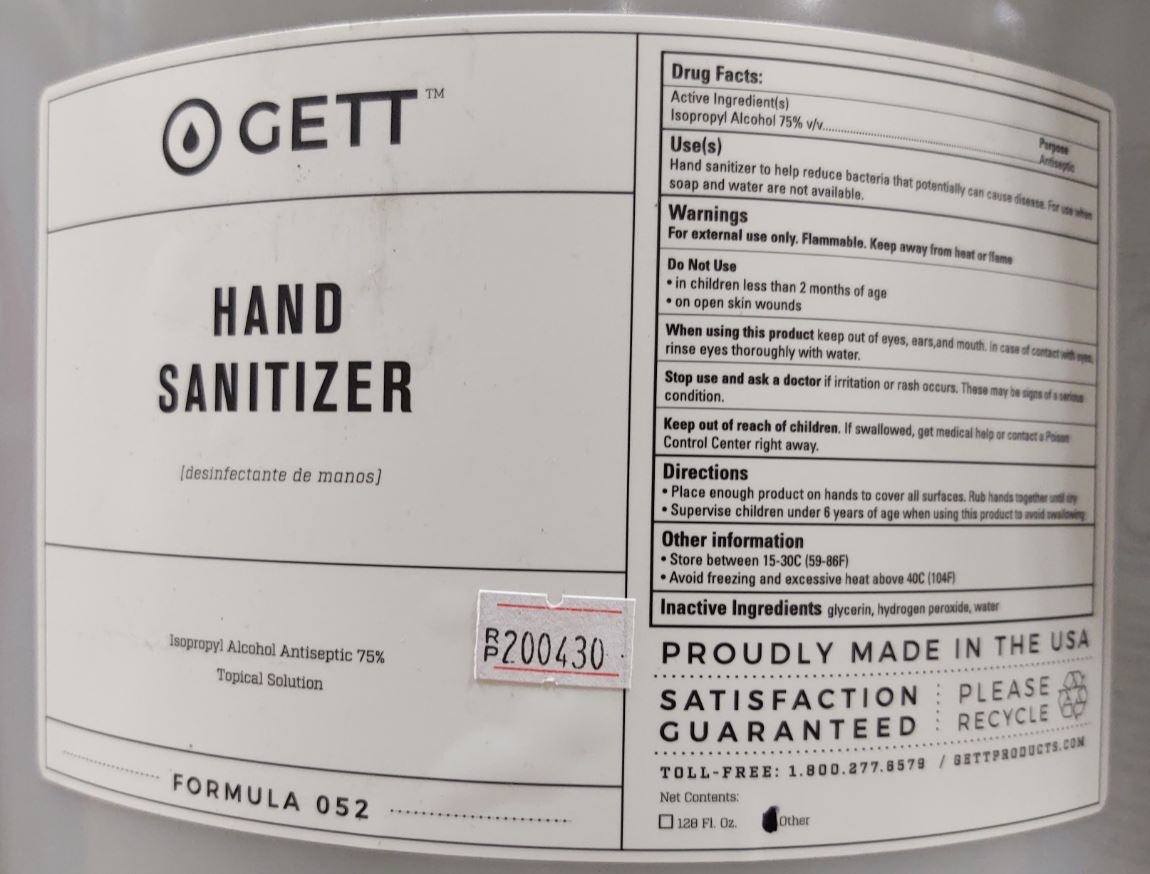 GETT™
HAND
SANITIZER
[desinfectante de manos]
Isopropyl Alcohol Antiseptic 75%
Topical Solution
RP200430
FORMULA 052
Drug Facts:
Active Ingredient(s)
Purpose
Isopropyl Alcohol 75% v/v
Antiseptic
Use(s)
Hand sanitizer to help reduce bacteria that potentially can cause disease. For use when
soap and water are not available.
Warnings
For external use only. Flammable. Keep away from heat or flame
Do Not Use
• in children less than 2 months of age
• on open skin wounds
When using this product keep out of eyes, ears,and mouth. In case of contact with eyes,
rinse eyes thoroughly with water.
Stop use and ask a doctor if irritation or rash occurs. These may be signs of a serious
condition.
Keep out of reach of children. If swallowed, get medical help or contact a Poison
Control Center right away.
Directions
• Place enough product on hands to cover all surfaces. Rub hands together until dry
• Supervise children under 6 years of age when using this product to avoid swallowing
Other information
• Store between 15-30C (59-86F)
• Avoid freezing and excessive heat above 40C (104F)
Inactive Ingredients glycerin, hydrogen peroxide, water
PROUDLY MADE IN THE USA
SATISFACTION
GUARANTEED
PLEASE
RECYCLE
TOLL-FREE: 1.800.277.8579 / GETTPRODUCTS.COM
Net Contents:
128 Fl. Oz. Other